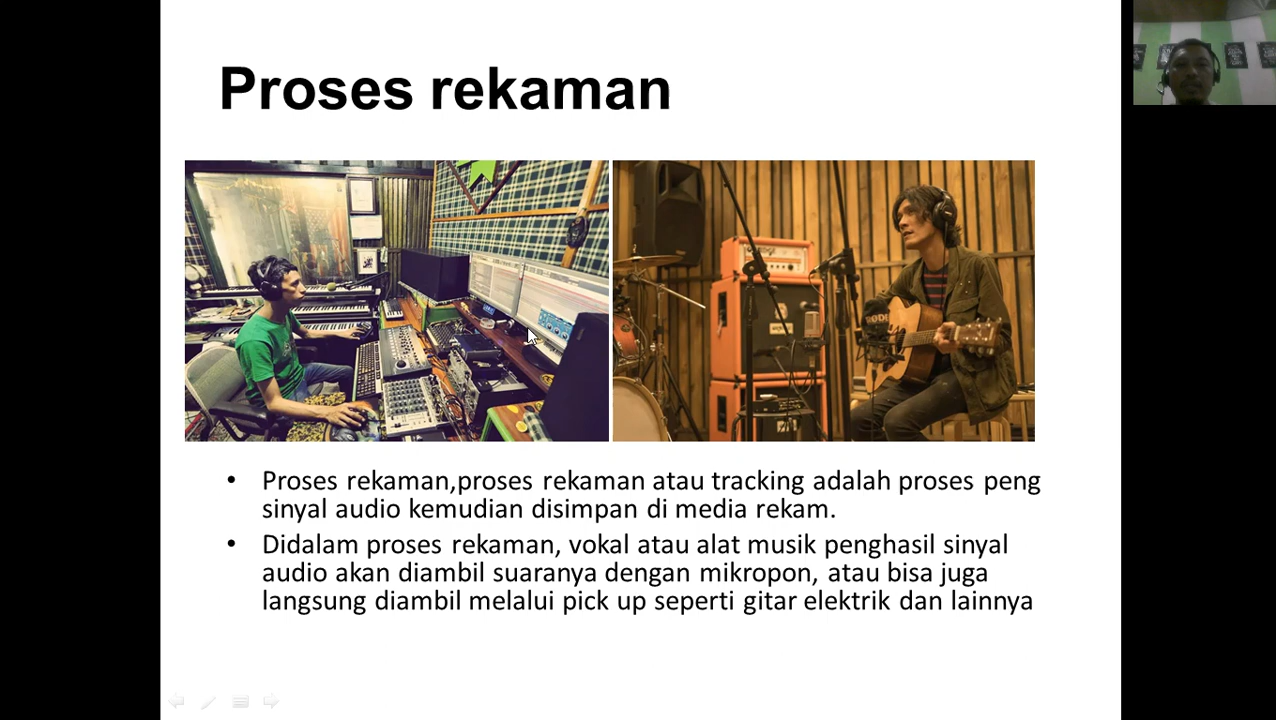 Proses rekaman
ORANGE
RODE
• Proses rekaman,proses rekaman atau tracking adalah proses peng
sinyal audio kemudian disimpan di media rekam.
• Didalam proses rekaman, vokal atau alat musik penghasil sinyal
audio akan diambil suaranya dengan mikropon, atau bisa juga
langsung diambil melalui pick up seperti gitar elektrik dan lainnya